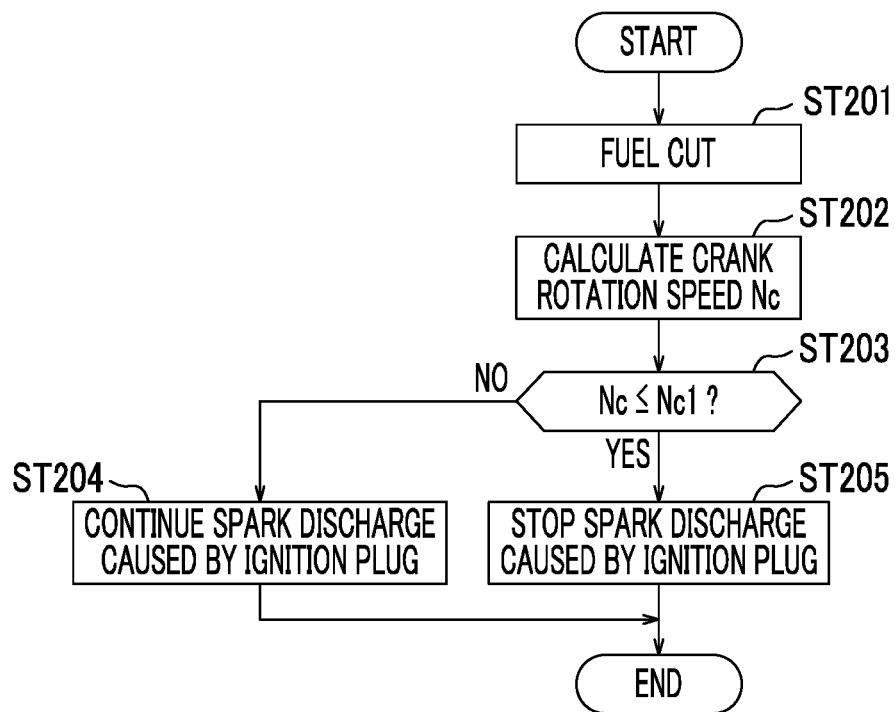 START
ST201
FUEL CUT
ST202
CALCULATE CRANK
ROTATION SPEED Nc
ST203
Nc ≦ Nc1 ?
NO
YES
ST204
CONTINUE SPARK DISCHARGE
CAUSED BY IGNITION PLUG
ST205
STOP SPARK DISCHARGE
CAUSED BY IGNITION PLUG
END